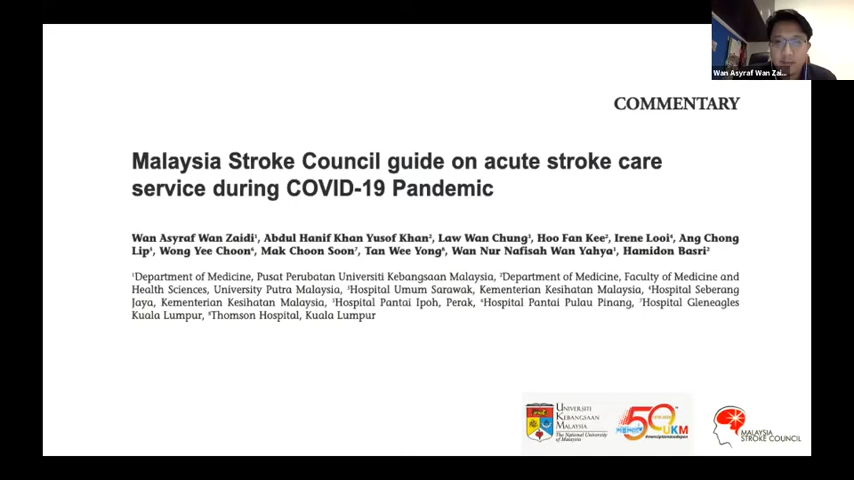 Wan Asyraf Wan Zai...
COMMENTARY
Malaysia Stroke Council guide on acute stroke care
service during COVID-19 Pandemic
Wan Asyraf Wan Zaidi¹, Abdul Hanif Khan Yusof Khan², Law Wan Chung³, Hoo Fan Kee², Irene Looi⁴, Ang Chong
Lip⁵, Wong Yee Choon⁶, Mak Choon Soon⁷, Tan Wee Yong⁸, Wan Nur Nafisah Wan Yahya¹, Hamidon Basri²
¹Department of Medicine, Pusat Perubatan Universiti Kebangsaan Malaysia, ²Department of Medicine, Faculty of Medicine and
Health Sciences, University Putra Malaysia, ³Hospital Umum Sarawak, Kementerian Kesihatan Malaysia, ⁴Hospital Seberang
Jaya, Kementerian Kesihatan Malaysia, ⁵Hospital Pantai Ipoh, Perak, ⁶Hospital Pantai Pulau Pinang, ⁷Hospital Gleneagles
Kuala Lumpur, ⁸Thomson Hospital, Kuala Lumpur
UNIVERSITI
KEBANGSAAN
MALAYSIA
The National University
of Malaysia
50
UKM
MALAYSIA
STROKE COUNCIL